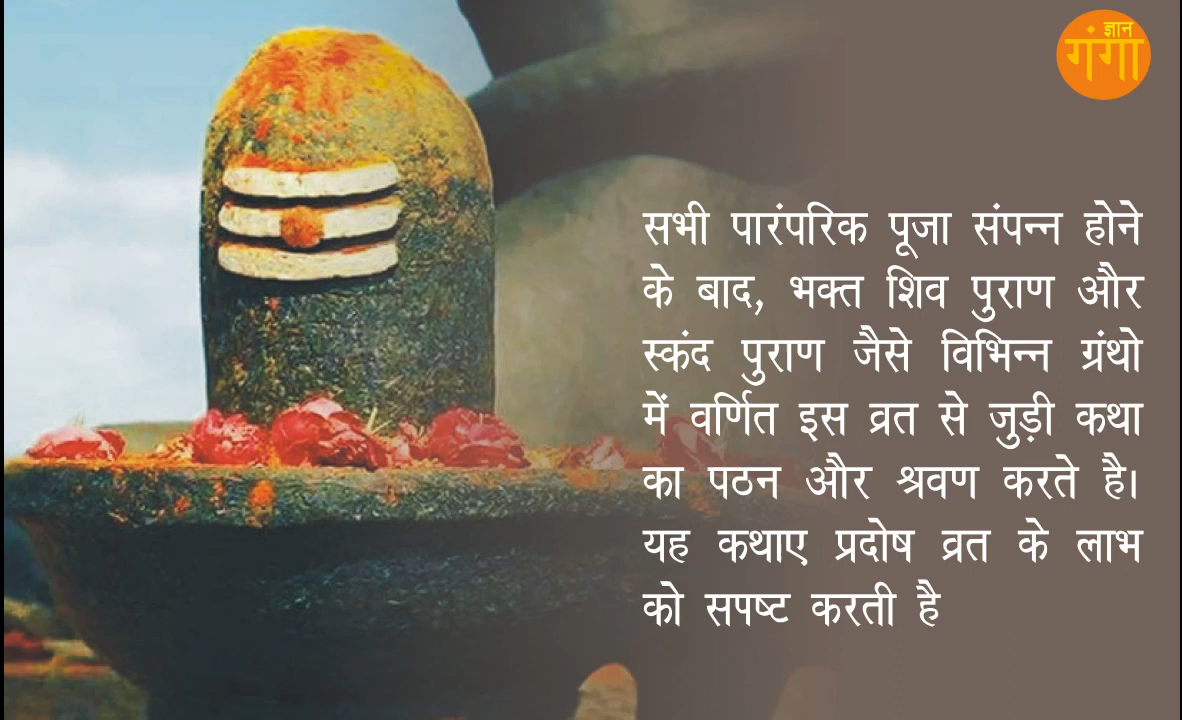 ज्ञान
गंगा
सभी पारंपरिक पूजा संपन्न होने
के बाद, भक्त शिव पुराण और
स्कंद पुराण जैसे विभिन्न ग्रंथो
में वर्णित इस व्रत से जुड़ी कथा
का पठन और श्रवण करते है।
यह कथाए प्रदोष व्रत के लाभ
को सपष्ट करती है